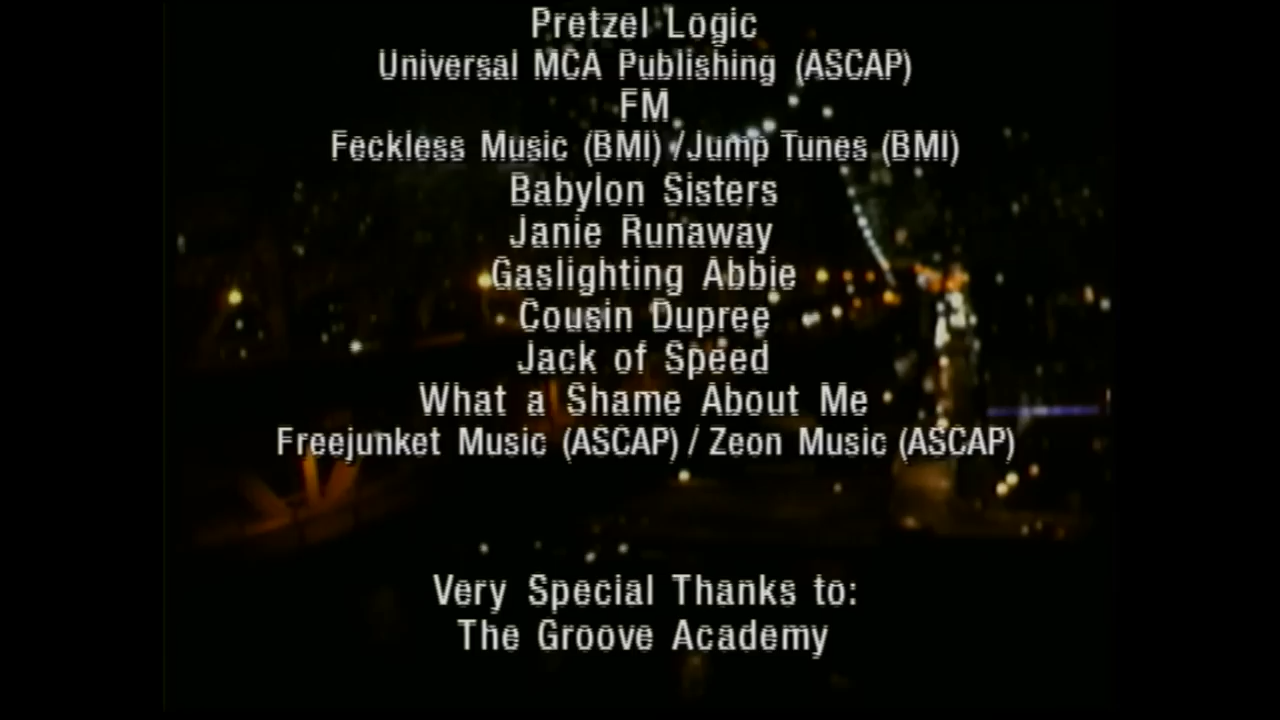 Pretzel Logic
Universal MCA Publishing (ASCAP)
FM
Feckless Music (BMI) /Jump Tunes (BMI)
Babylon Sisters
Janie Runaway
Gaslighting Abbie
Cousin Dupree
Jack of Speed
What a Shame About Me
Freejunket Music (ASCAP) / Zeon Music (ASCAP)
Very Special Thanks to:
The Groove Academy